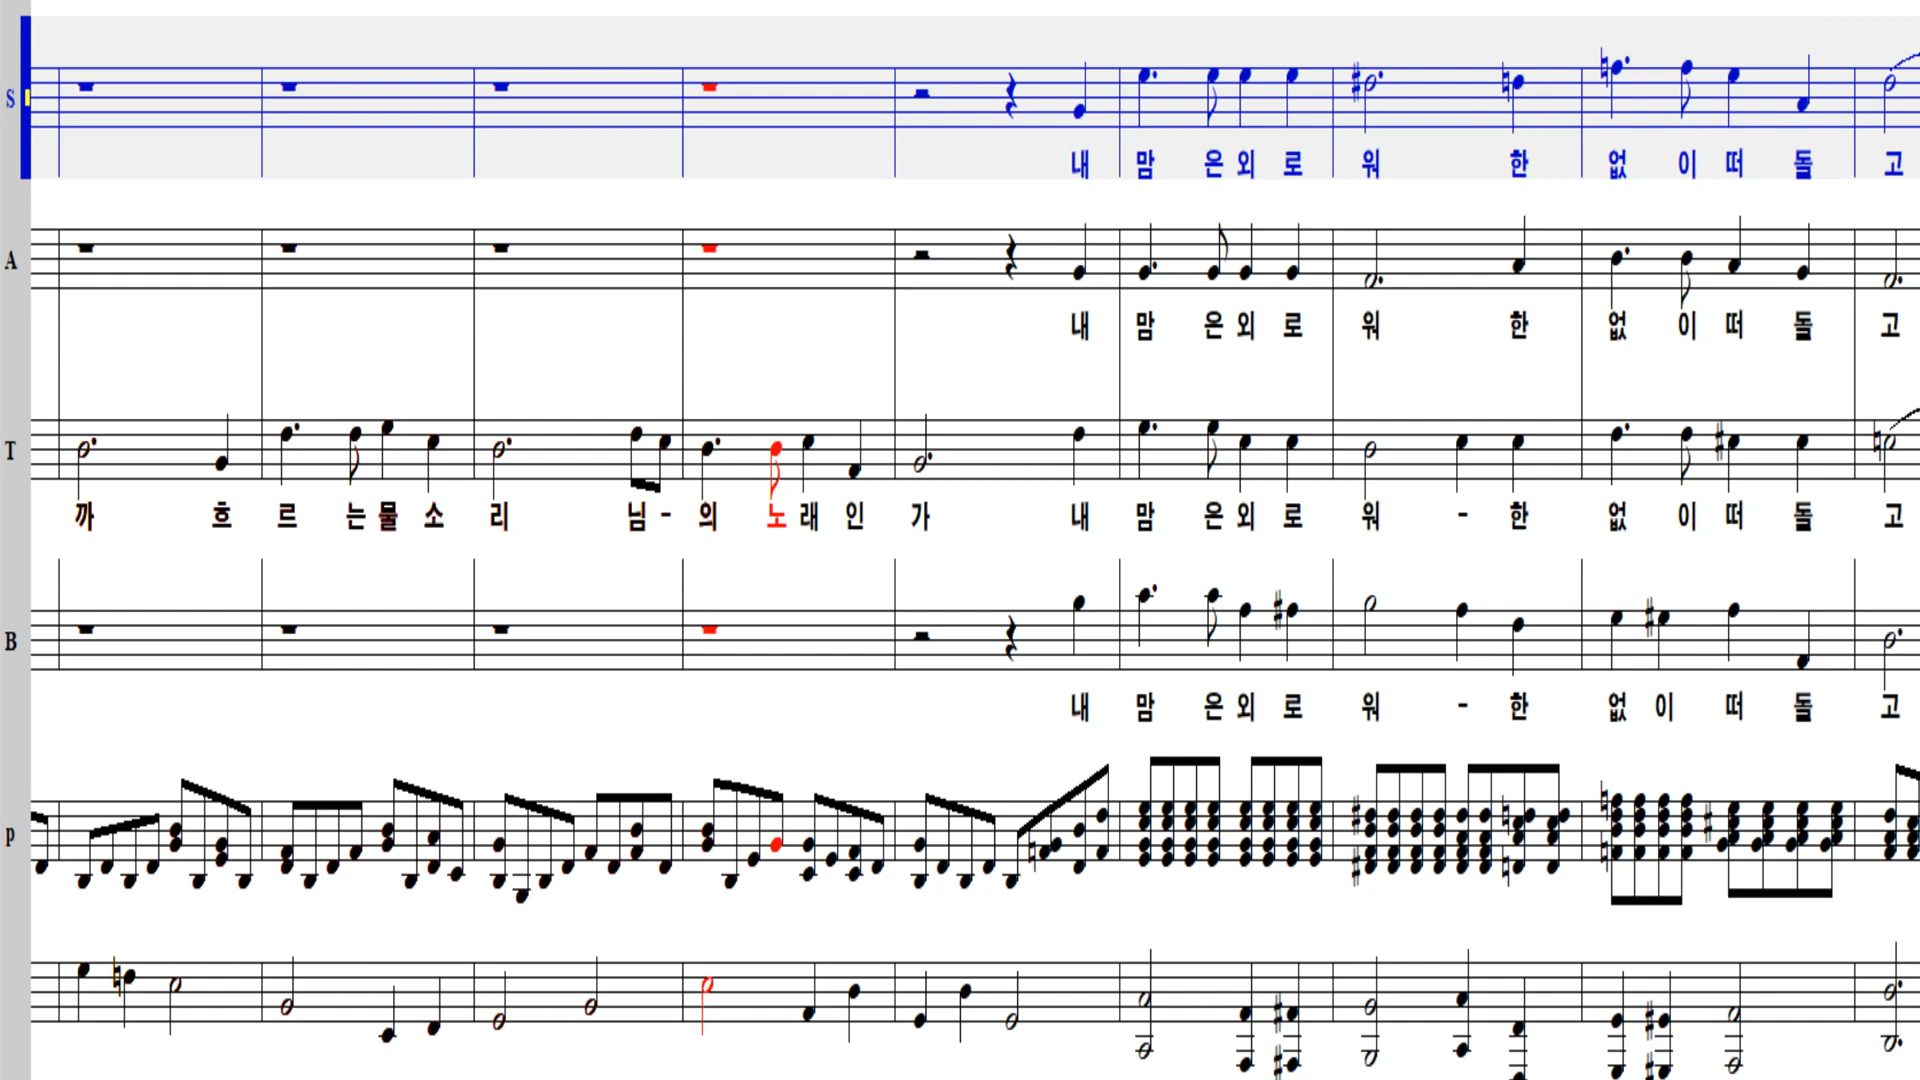 S
내 맘 은 외 로 워 한 없 이 떠 돌 고
A
내 맘 은 외 로 워 한 없 이 떠 돌 고
T
까 흐 르 는 물 소 리 님 - 의 노 래 인 가 내 맘 은 외 로 워 - 한 없 이 떠 돌 고
B
내 맘 은 외 로 워 - 한 없 이 떠 돌 고
p